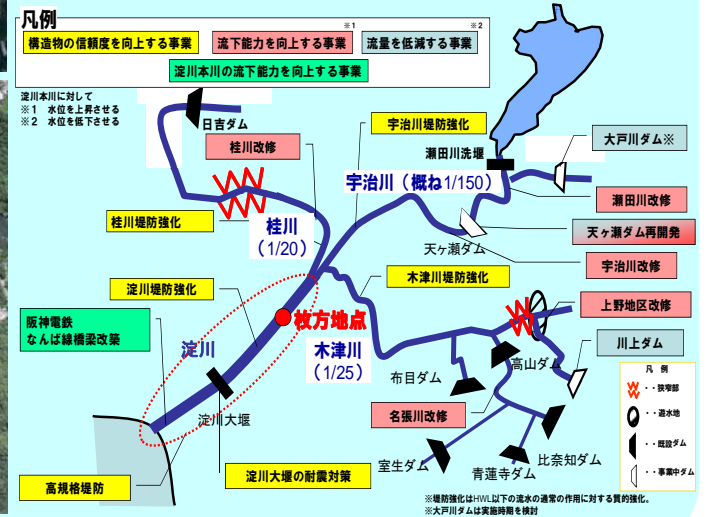 凡例
※1
※2
構造物の信頼度を向上する事業
流下能力を向上する事業
流量を低減する事業
淀川本川の流下能力を向上する事業
淀川本川に対して
※1 水位を上昇させる
※2 水位を低下させる
日吉ダム
宇治川堤防強化
瀬田川洗堰
大戸川ダム※
桂川改修
宇治川（概ね1/150）
瀬田川改修
桂川堤防強化
桂川
（1/20）
天ヶ瀬ダム
天ヶ瀬ダム再開発
宇治川改修
木津川堤防強化
淀川堤防強化
上野地区改修
阪神電鉄
なんば線橋梁改築
淀川
枚方地点
木津川
（1/25）
川上ダム
高山ダム
布目ダム
凡例
・・狭窄部
・・遊水地
・・既設ダム
・・事業中ダム
淀川大堰
名張川改修
室生ダム
青蓮寺ダム
比奈知ダム
高規格堤防
淀川大堰の耐震対策
※堤防強化はHWL以下の流水の通常の作用に対する質的強化。
※大戸川ダムは実施時期を検討